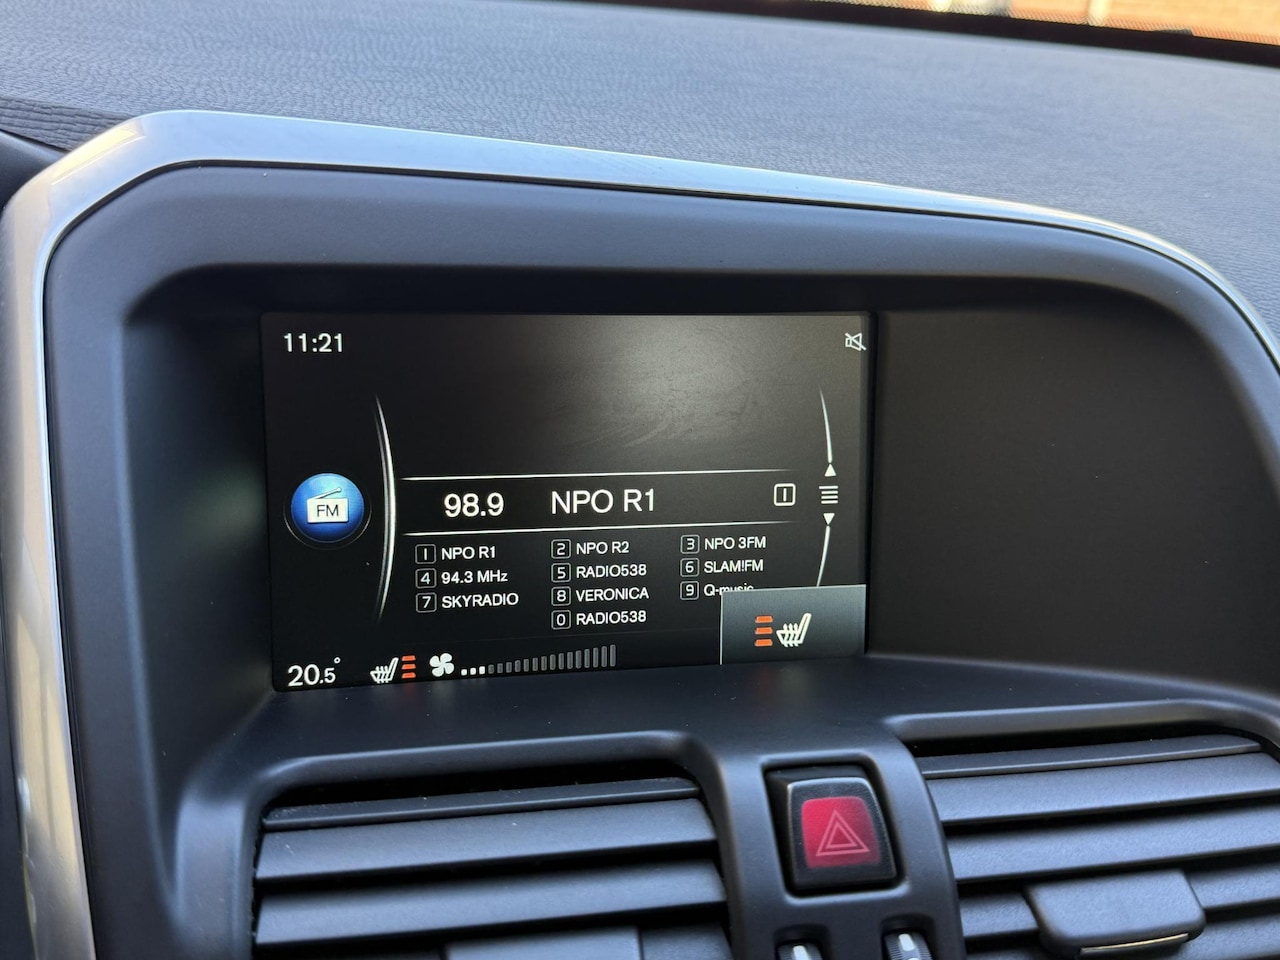 11:21
FM
98.9 NPO R1 1
1 NPO R1 2 NPO R2 3 NPO 3FM
4 94.3 MHz 5 RADIO538 6 SLAM!FM
7 SKYRADIO 8 VERONICA 9 Q-music
0 RADIO538
20.5°